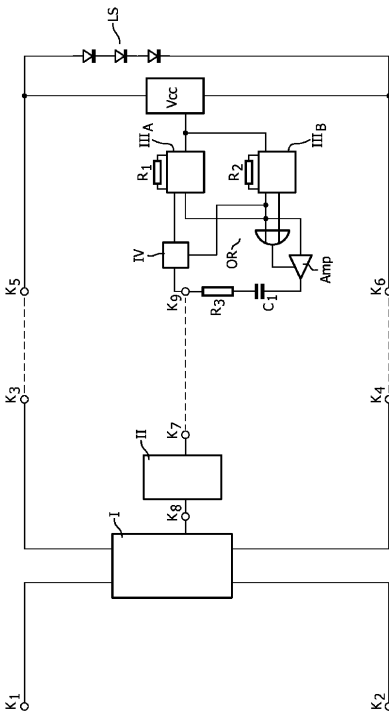 K1
K2
I
K8
II
K7
K3
K4
K5
K6
K9
R3
C1
IV
OR
Amp
R1
IIIA
R2
IIIB
Vcc
LS